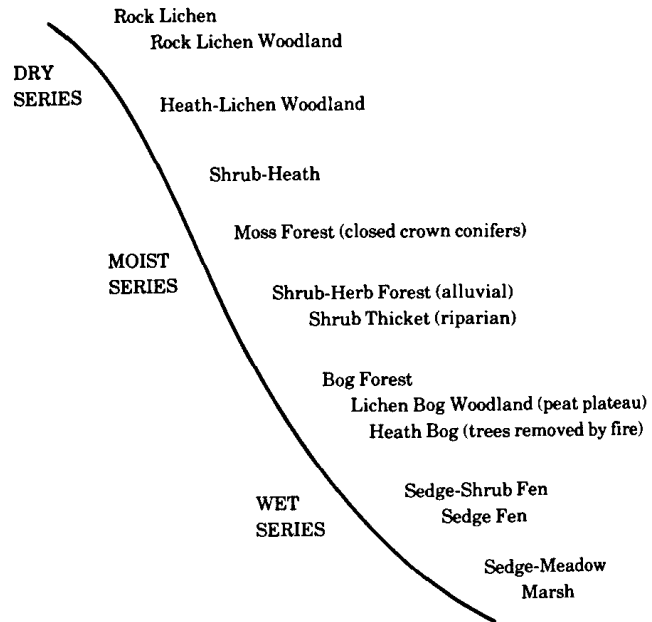 Rock Lichen
Rock Lichen Woodland
DRY
SERIES
Heath-Lichen Woodland
Shrub-Heath
Moss Forest (closed crown conifers)
MOIST
SERIES
Shrub-Herb Forest (alluvial)
Shrub Thicket (riparian)
Bog Forest
Lichen Bog Woodland (peat plateau)
Heath Bog (trees removed by fire)
WET
SERIES
Sedge-Shrub Fen
Sedge Fen
Sedge-Meadow
Marsh